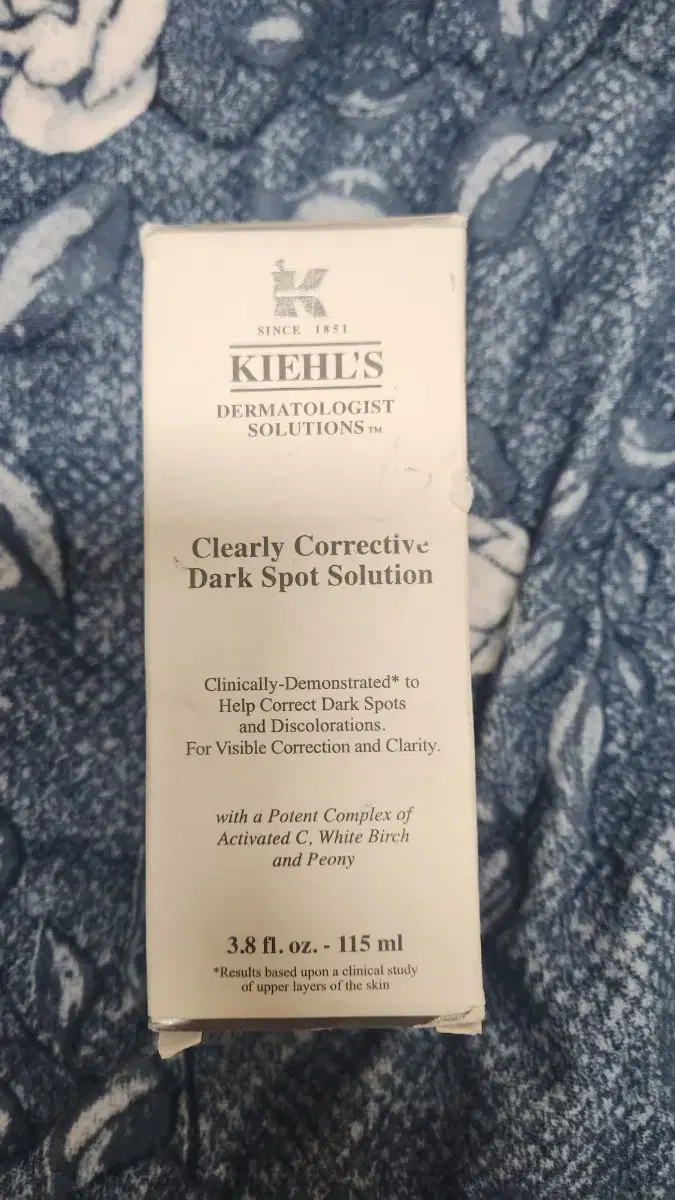 K
SINCE 1851
KIEHL'S
DERMATOLOGIST
SOLUTIONS™
Clearly Corrective
Dark Spot Solution
Clinically-Demonstrated* to
Help Correct Dark Spots
and Discolorations.
For Visible Correction and Clarity.
with a Potent Complex of
Activated C, White Birch
and Peony
3.8 fl. oz. - 115 ml
*Results based upon a clinical study
of upper layers of the skin